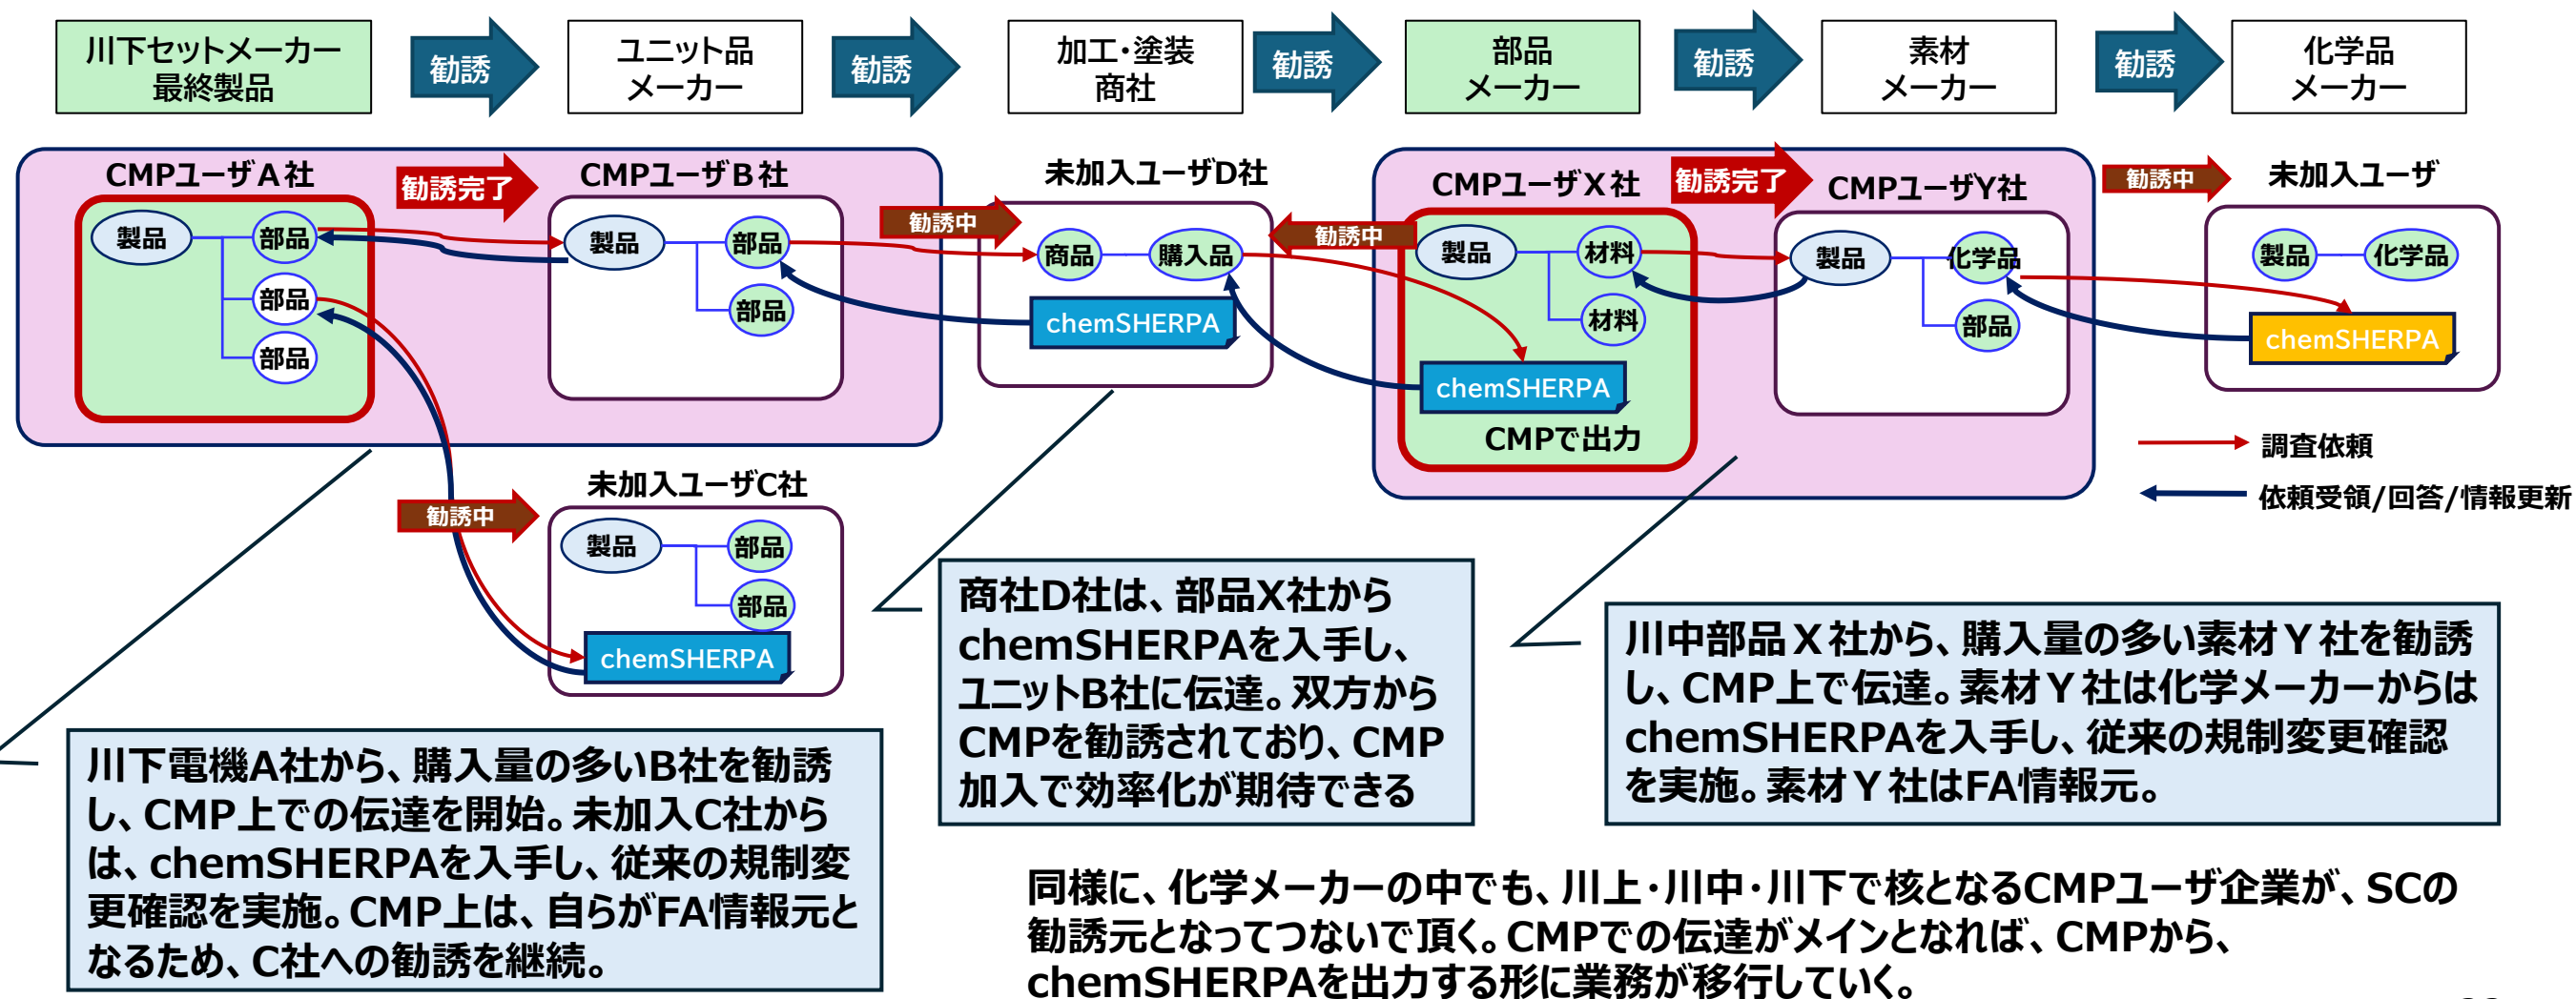 川下セットメーカー
最終製品
勧誘
ユニット品
メーカー
勧誘
加工・塗装
商社
勧誘
部品
メーカー
勧誘
素材
メーカー
勧誘
化学品
メーカー
CMPユーザＡ社
勧誘完了
CMPユーザＢ社
未加入ユーザD社
CMPユーザＸ社
勧誘完了
CMPユーザY社
勧誘中
未加入ユーザ
製品
部品
部品
部品
製品
部品
部品
勧誘中
商品
購入品
chemSHERPA
勧誘中
製品
材料
材料
chemSHERPA
CMPで出力
製品
化学品
部品
製品
化学品
chemSHERPA
調査依頼
依頼受領/回答/情報更新
未加入ユーザC社
勧誘中
製品
部品
部品
chemSHERPA
川下電機A社から、購入量の多いB社を勧誘
し、CMP上での伝達を開始。未加入C社から
は、chemSHERPAを入手し、従来の規制変
更確認を実施。CMP上は、自らがFA情報元と
なるため、C社への勧誘を継続。
商社D社は、部品X社から
chemSHERPAを入手し、
ユニットB社に伝達。双方から
CMPを勧誘されており、CMP
加入で効率化が期待できる
川中部品Ｘ社から、購入量の多い素材Ｙ社を勧誘
し、CMP上で伝達。素材Ｙ社は化学メーカーからは
chemSHERPAを入手し、従来の規制変更確認
を実施。素材Ｙ社はFA情報元。
同様に、化学メーカーの中でも、川上・川中・川下で核となるCMPユーザ企業が、SCの
勧誘元となってつないで頂く。CMPでの伝達がメインとなれば、CMPから、
chemSHERPAを出力する形に業務が移行していく。